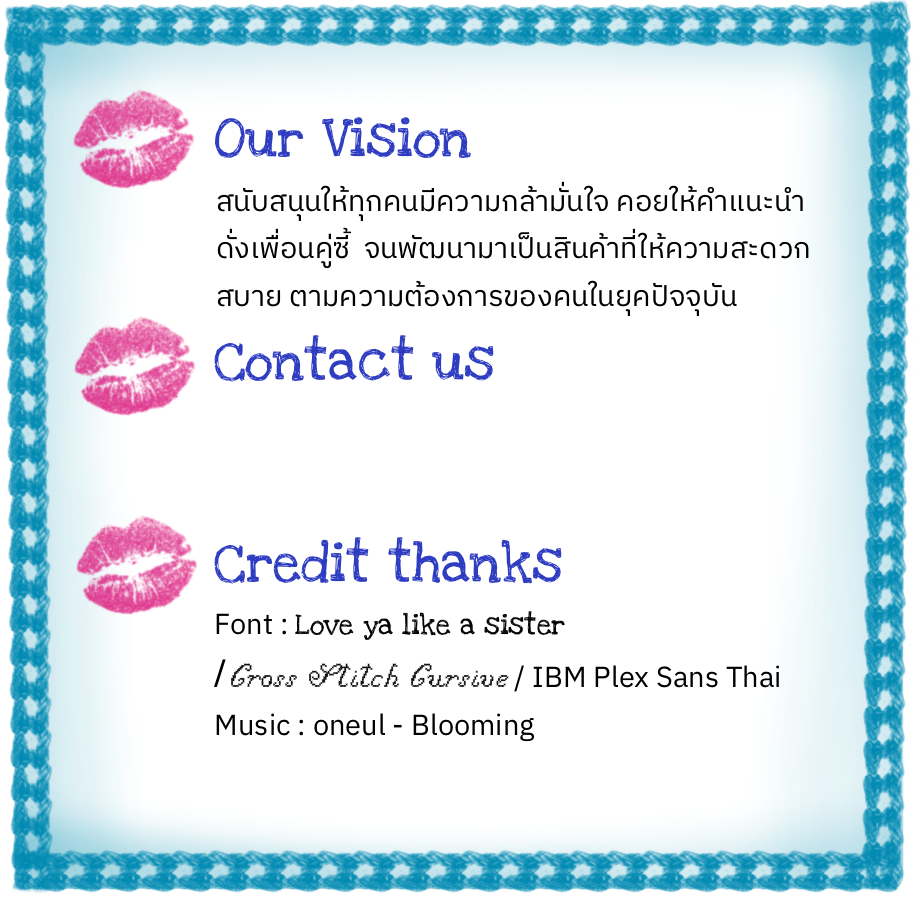 Our Vision
สนับสนุนให้ทุกคนมีความกล้ามั่นใจ คอยให้คำแนะนำ
ดั่งเพื่อนคู่ซี้ จนพัฒนามาเป็นสินค้าที่ให้ความสะดวก
สบาย ตามความต้องการของคนในยุคปัจจุบัน
Contact us
Credit thanks
Font : Love ya like a sister
/ Cross Stitch Cursive / IBM Plex Sans Thai
Music : oneul - Blooming